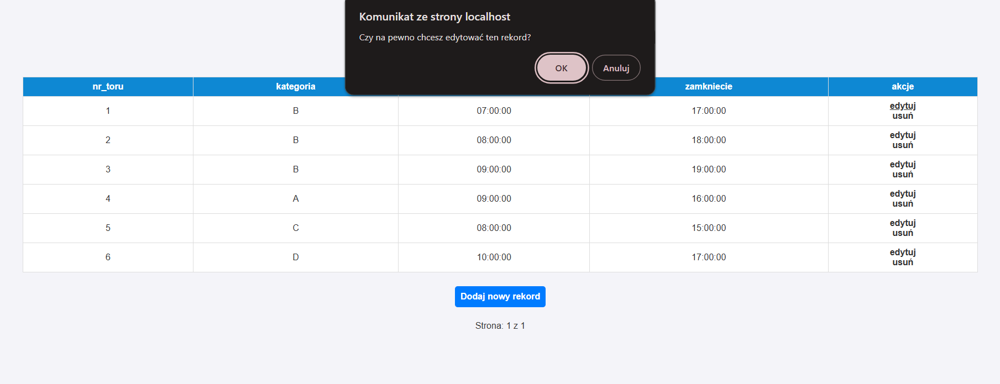 Komunikat ze strony localhost
Czy na pewno chcesz edytować ten rekord?
OK Anuluj
nr_toru kategoria zamkniecie akcje
1 B 07:00:00 17:00:00 edytuj
usuń
2 B 08:00:00 18:00:00 edytuj
usuń
3 B 09:00:00 19:00:00 edytuj
usuń
4 A 09:00:00 16:00:00 edytuj
usuń
5 C 08:00:00 15:00:00 edytuj
usuń
6 D 10:00:00 17:00:00 edytuj
usuń
Dodaj nowy rekord
Strona: 1 z 1